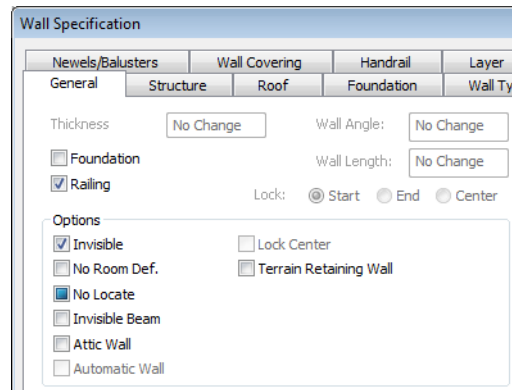 Wall Specification
Newels/Balusters Wall Covering Handrail Layer
General Structure Roof Foundation Wall Ty
Thickness No Change Wall Angle: No Change
Foundation Wall Length: No Change
Railing
Lock: Start End Center
Options
Invisible Lock Center
No Room Def. Terrain Retaining Wall
No Locate
Invisible Beam
Attic Wall
Automatic Wall